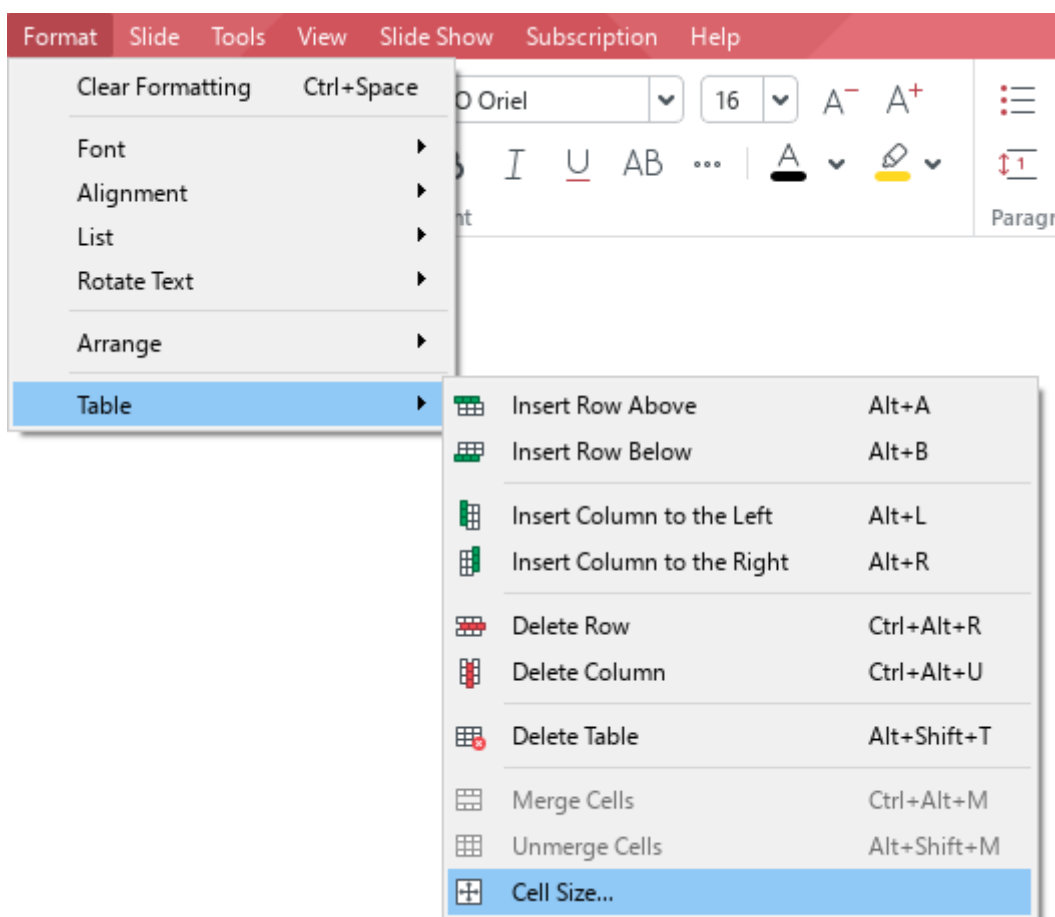 Format Slide Tools View Slide Show Subscription Help
Clear Formatting Ctrl+Space
O Oriel 16 A− A+
Font
I U AB A
Alignment
1
List
Rotate Text
Arrange
Table
Insert Row Above Alt+A
Insert Row Below Alt+B
Insert Column to the Left Alt+L
Insert Column to the Right Alt+R
Delete Row Ctrl+Alt+R
Delete Column Ctrl+Alt+U
Delete Table Alt+Shift+T
Merge Cells Ctrl+Alt+M
Unmerge Cells Alt+Shift+M
Cell Size...